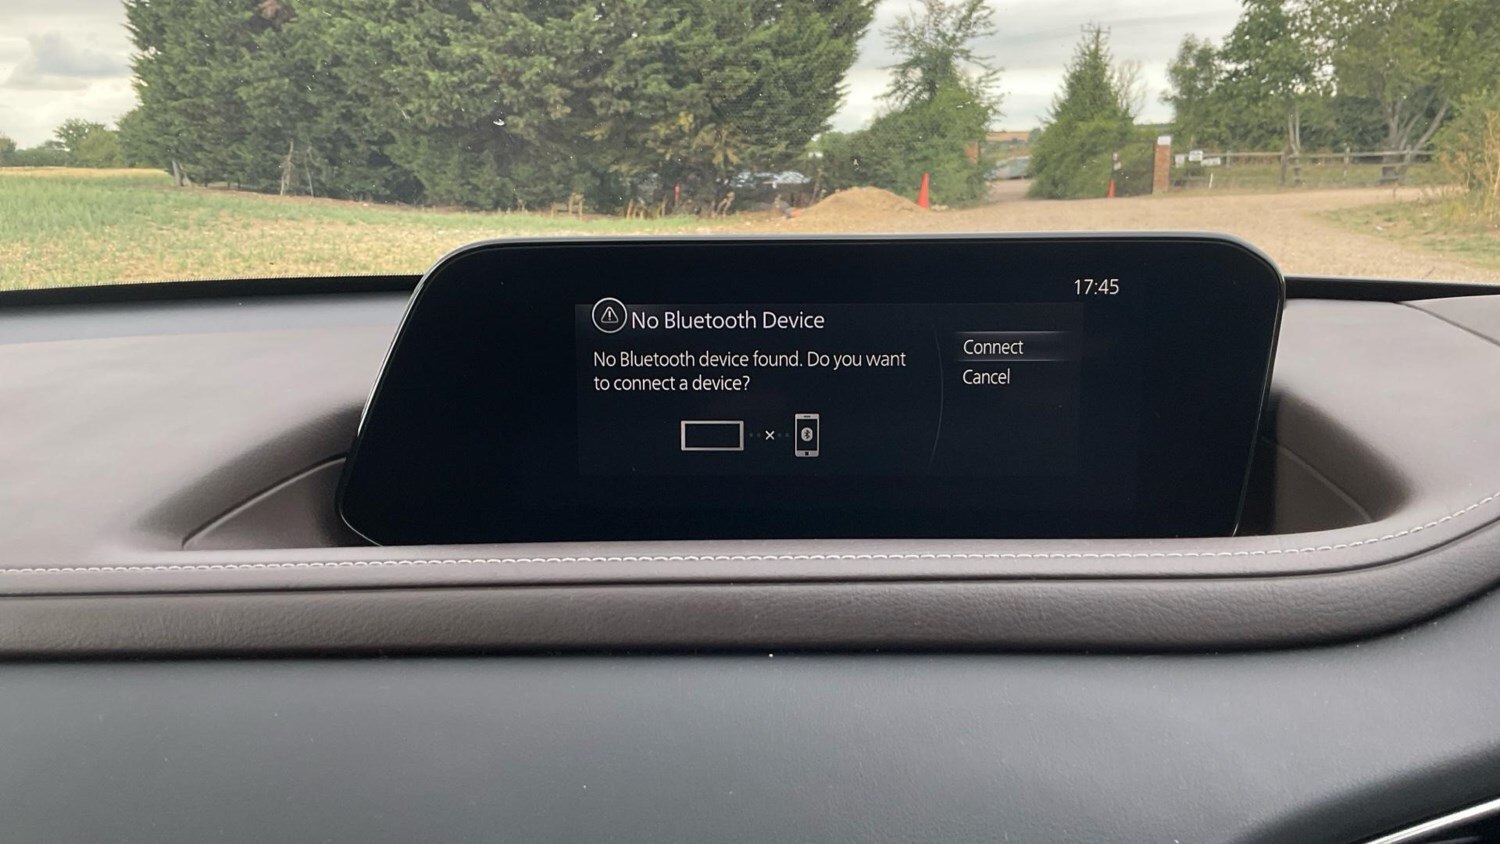 17:45
No Bluetooth Device
No Bluetooth device found. Do you want
to connect a device?
Connect
Cancel